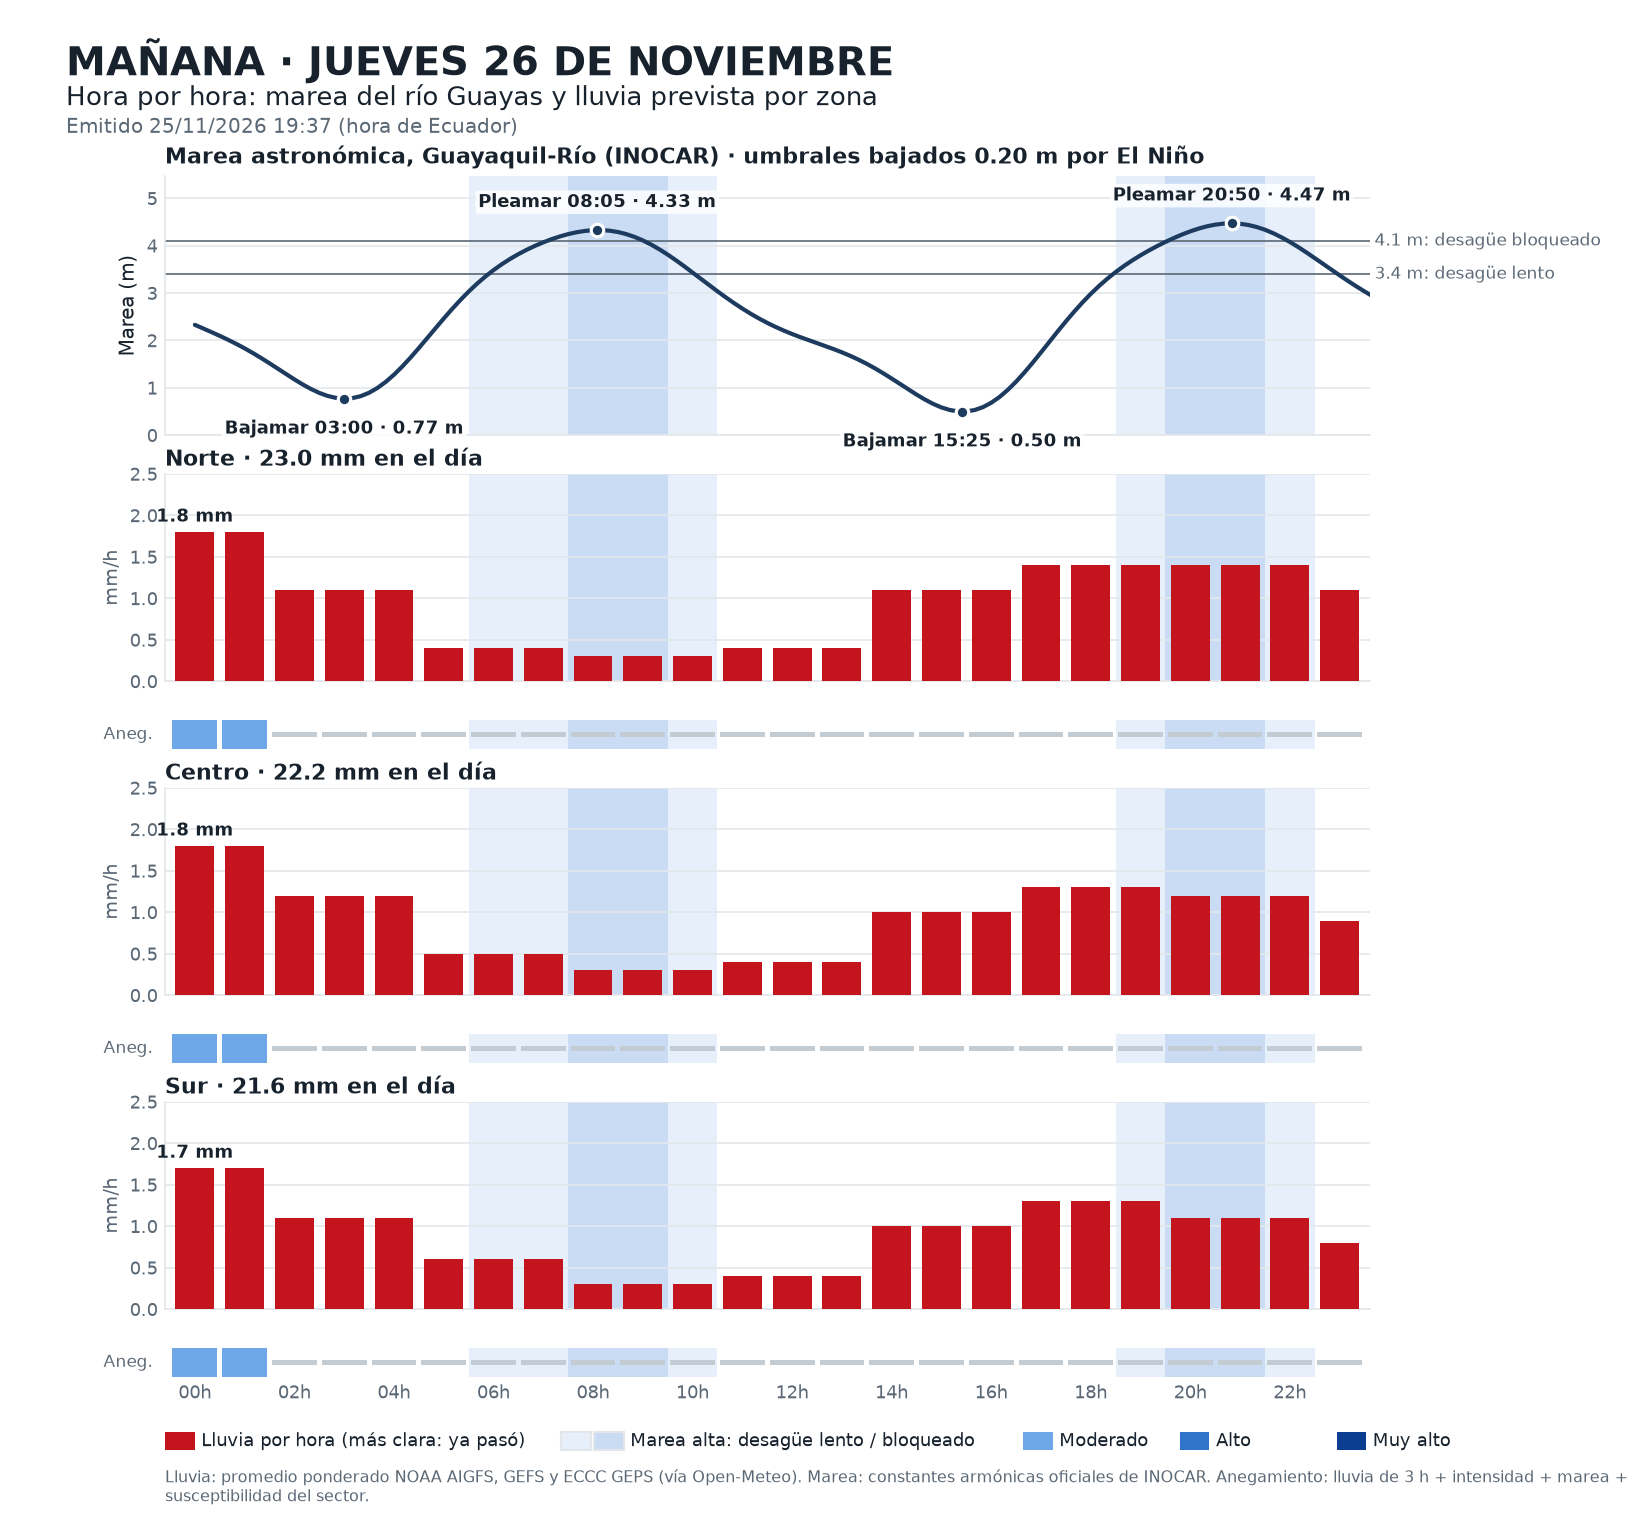 MAÑANA · JUEVES 26 DE NOVIEMBRE
Hora por hora: marea del río Guayas y lluvia prevista por zona
Emitido 25/11/2026 19:37 (hora de Ecuador)
Marea astronómica, Guayaquil-Río (INOCAR) · umbrales bajados 0.20 m por El Niño
Marea (m)
5
4
3
2
1
0
Pleamar 08:05 · 4.33 m
Pleamar 20:50 · 4.47 m
4.1 m: desagüe bloqueado
3.4 m: desagüe lento
Bajamar 03:00 · 0.77 m
Bajamar 15:25 · 0.50 m
Norte · 23.0 mm en el día
mm/h
2.5
2.0
1.5
1.0
0.5
0.0
1.8 mm
Aneg.
Centro · 22.2 mm en el día
mm/h
2.5
2.0
1.5
1.0
0.5
0.0
1.8 mm
Aneg.
Sur · 21.6 mm en el día
mm/h
2.5
2.0
1.5
1.0
0.5
0.0
1.7 mm
Aneg.
00h 02h 04h 06h 08h 10h 12h 14h 16h 18h 20h 22h
Lluvia por hora (más clara: ya pasó) Marea alta: desagüe lento / bloqueado Moderado Alto Muy alto
Lluvia: promedio ponderado NOAA AIGFS, GEFS y ECCC GEPS (vía Open-Meteo). Marea: constantes armónicas oficiales de INOCAR. Anegamiento: lluvia de 3 h + intensidad + marea +
susceptibilidad del sector.